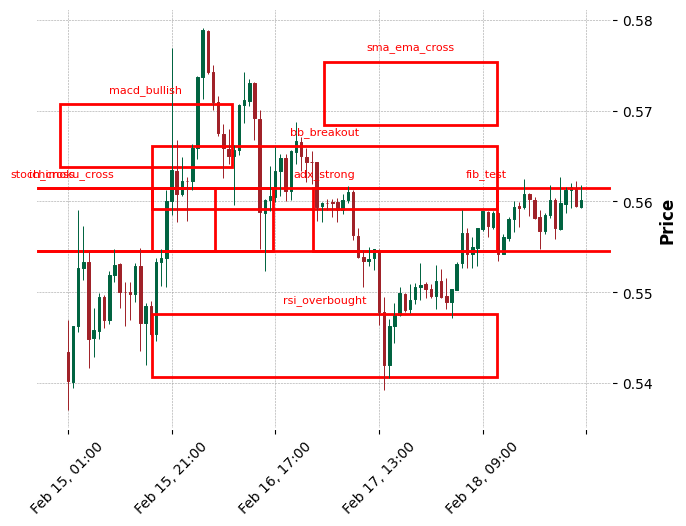 0.58
sma_ema_cross
macd_bullish
0.57
bb_breakout
stoch_cross
ichimoku_cross
adx_strong
fib_test
0.56
Price
0.55
rsi_overbought
0.54
Feb 15, 01:00
Feb 15, 21:00
Feb 16, 17:00
Feb 17, 13:00
Feb 18, 09:00